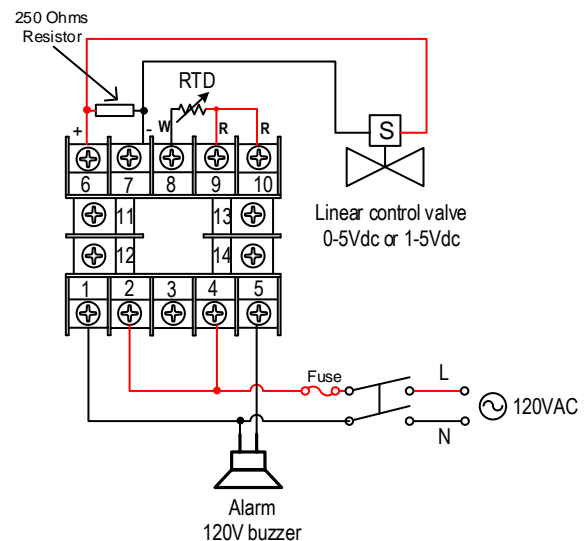 250 Ohms
Resistor
RTD
+
-
W
R
R
S
6
7
8
9
10
Linear control valve
0-5Vdc or 1-5Vdc
11
13
12
14
1
2
3
4
5
Fuse
L
120VAC
N
Alarm
120V buzzer